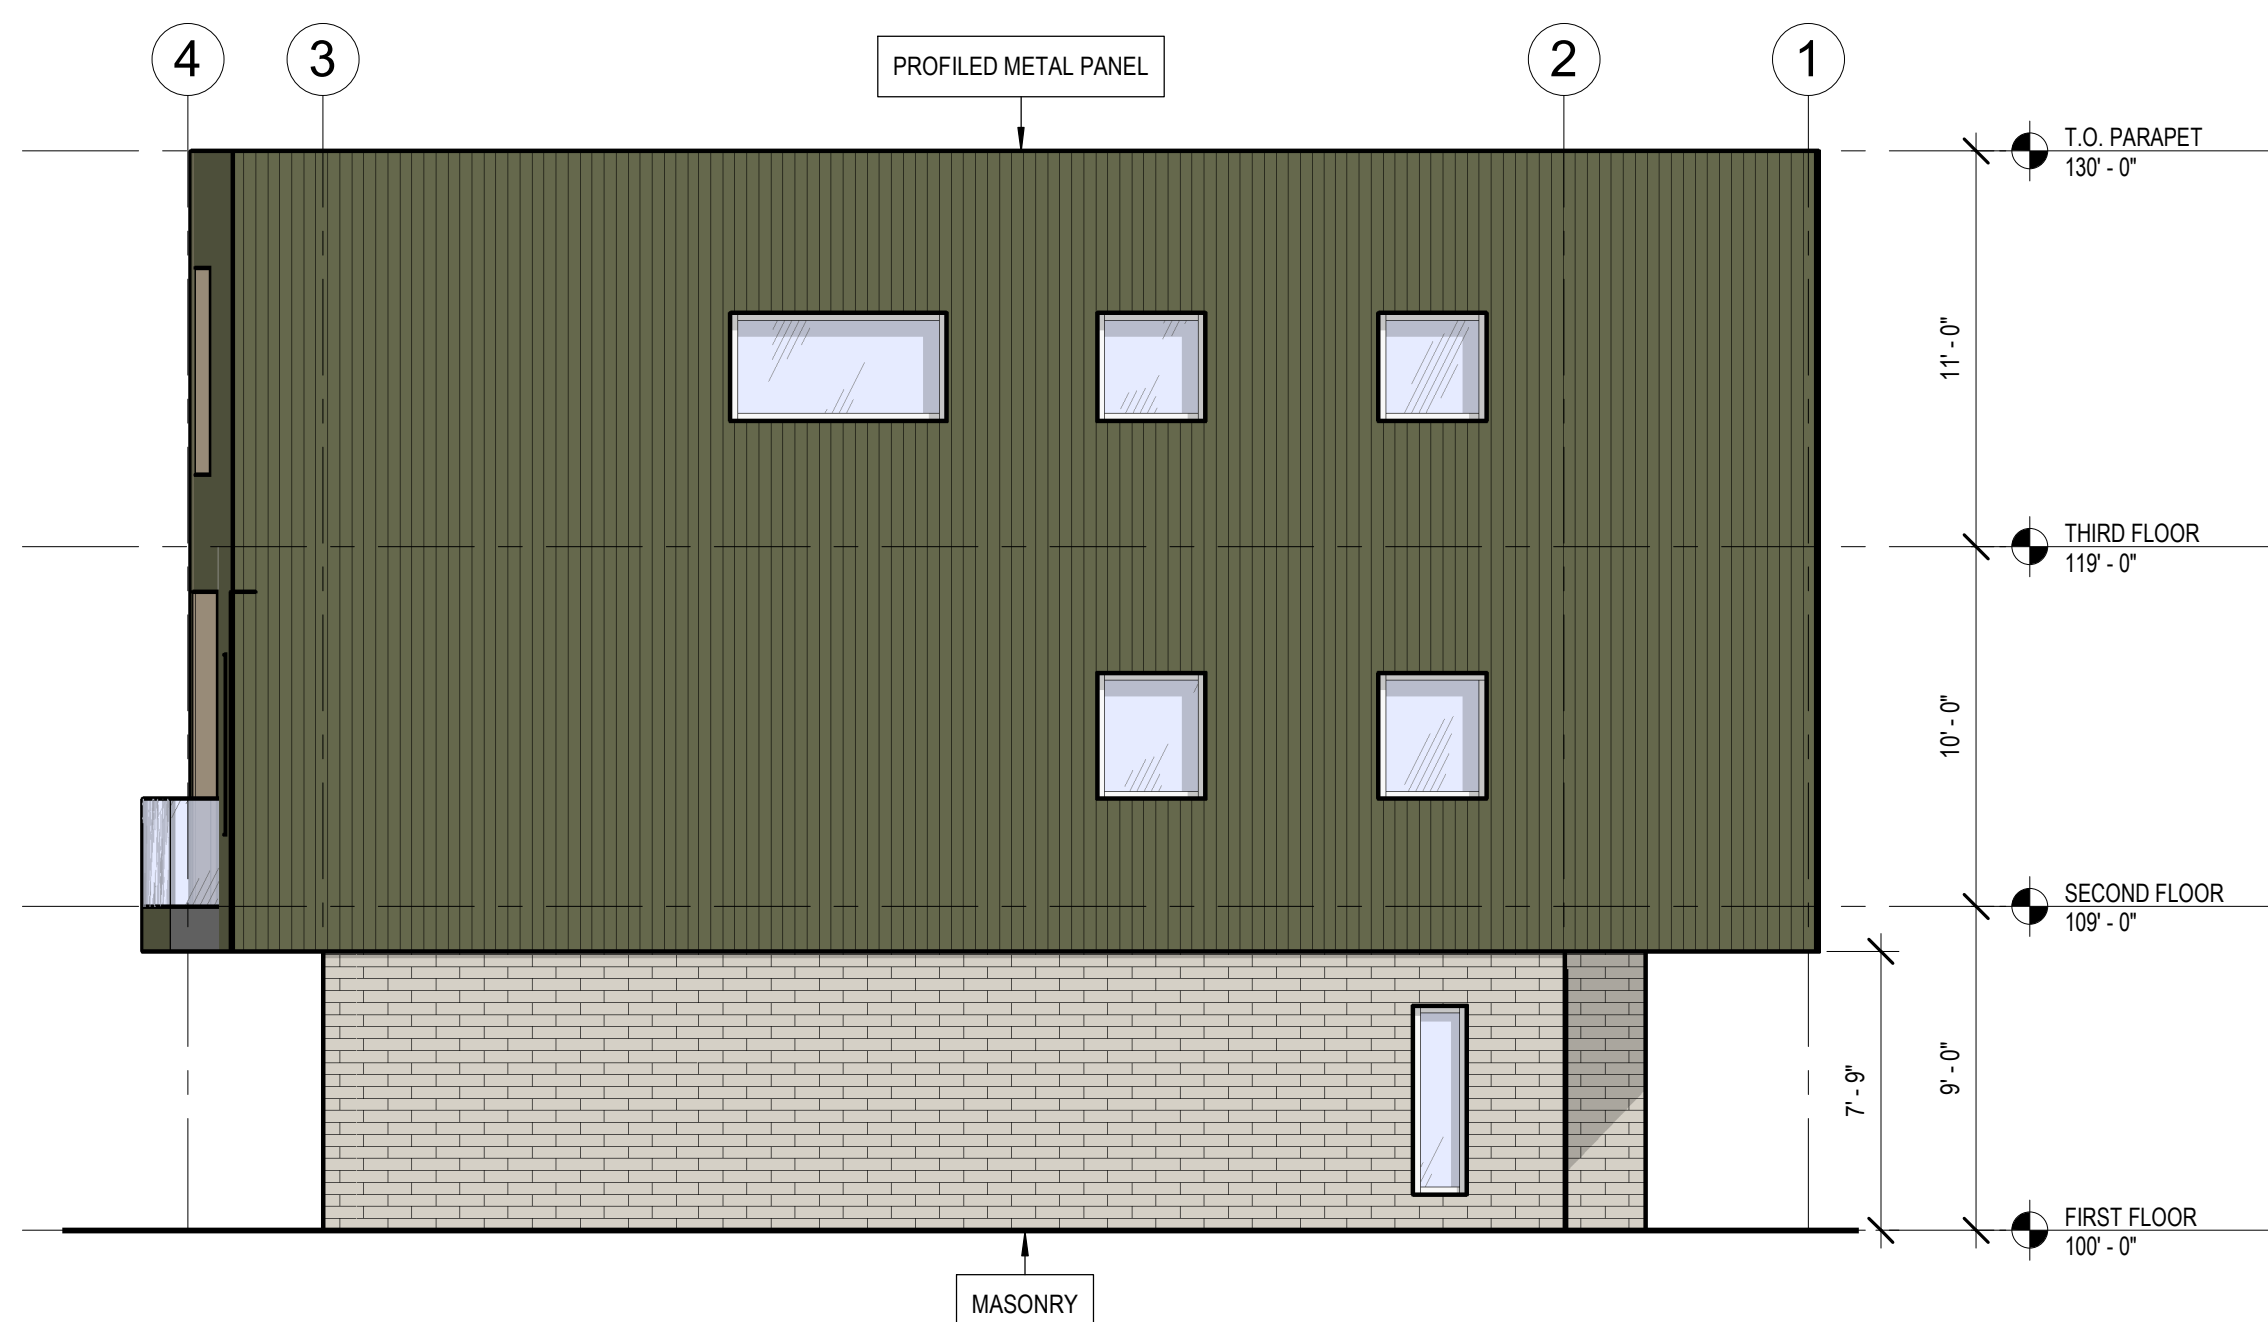 4
3
PROFILED METAL PANEL
2
1
T.O. PARAPET
130' - 0"
11' - 0"
THIRD FLOOR
119' - 0"
10' - 0"
SECOND FLOOR
109' - 0"
7' - 9"
9' - 0"
FIRST FLOOR
100' - 0"
MASONRY